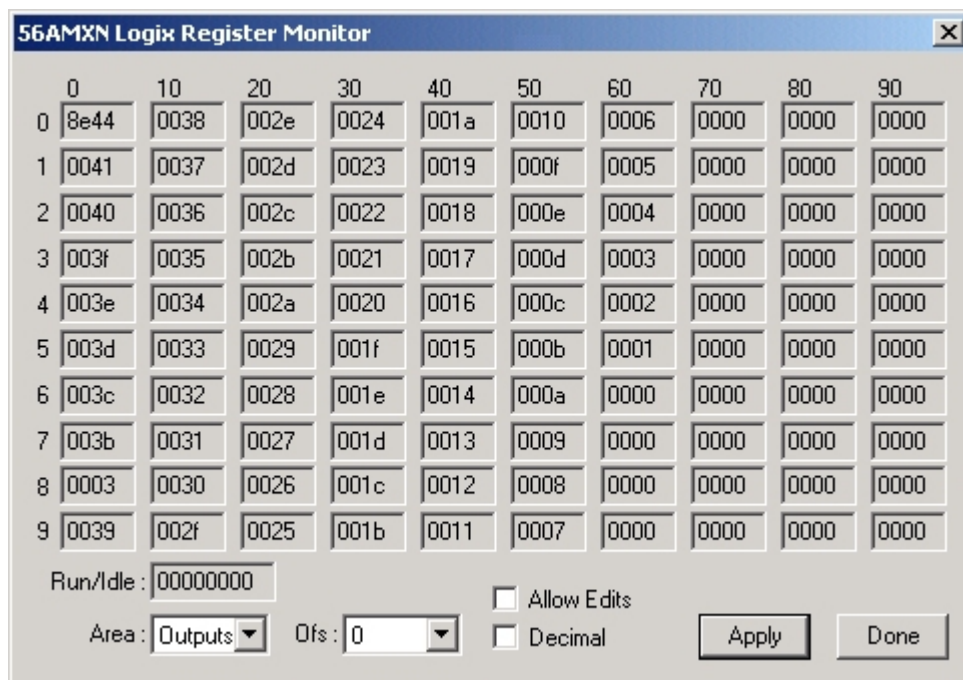 56AMXN Logix Register Monitor
0 10 20 30 40 50 60 70 80 90
0 8e44 0038 002e 0024 001a 0010 0006 0000 0000 0000
1 0041 0037 002d 0023 0019 000f 0005 0000 0000 0000
2 0040 0036 002c 0022 0018 000e 0004 0000 0000 0000
3 003f 0035 002b 0021 0017 000d 0003 0000 0000 0000
4 003e 0034 002a 0020 0016 000c 0002 0000 0000 0000
5 003d 0033 0029 001f 0015 000b 0001 0000 0000 0000
6 003c 0032 0028 001e 0014 000a 0000 0000 0000 0000
7 003b 0031 0027 001d 0013 0009 0000 0000 0000 0000
8 0003 0030 0026 001c 0012 0008 0000 0000 0000 0000
9 0039 002f 0025 001b 0011 0007 0000 0000 0000 0000
Run/Idle : 00000000
Allow Edits
Area : Outputs Ofs : 0 Decimal Apply Done